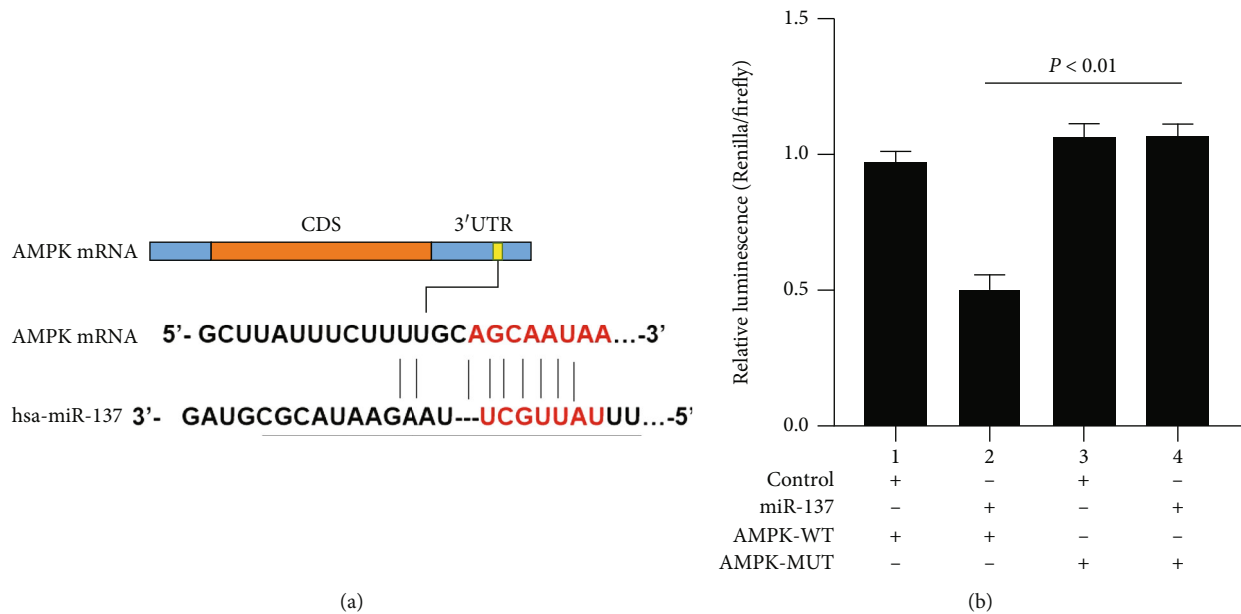 CDS 3′UTR
AMPK mRNA
AMPK mRNA 5’- GCUUAUUUCUUUUGCAGCAAUAA...-3’
hsa-miR-137 3’- GAUGCGCAUAAGAAU---UCGUUAUUU...-5’
(a)
Relative luminescence (Renilla/firefly)
1.5
1.0
0.5
0.0
P < 0.01
1 2 3 4
Control + – + –
miR-137 – + – +
AMPK-WT + + – –
AMPK-MUT – – + +
(b)